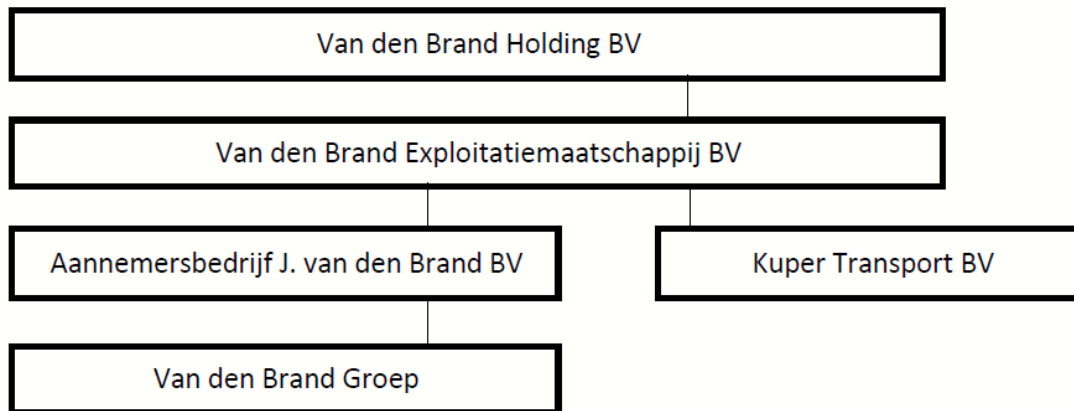 Van den Brand Holding BV
Van den Brand Exploitatiemaatschappij BV
Aannemersbedrijf J. van den Brand BV
Kuper Transport BV
Van den Brand Groep